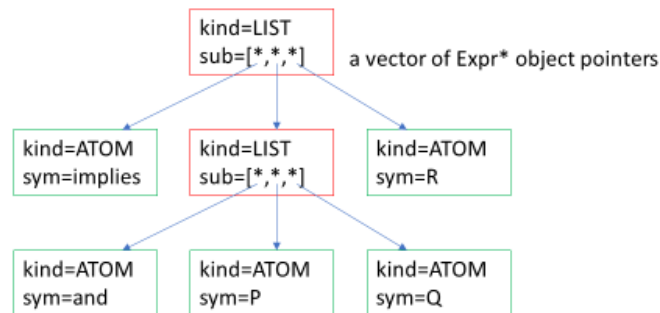 kind=LIST
sub=[*,*,*]
a vector of Expr* object pointers
kind=ATOM
sym=implies
kind=LIST
sub=[*,*,*]
kind=ATOM
sym=R
kind=ATOM
sym=and
kind=ATOM
sym=P
kind=ATOM
sym=Q